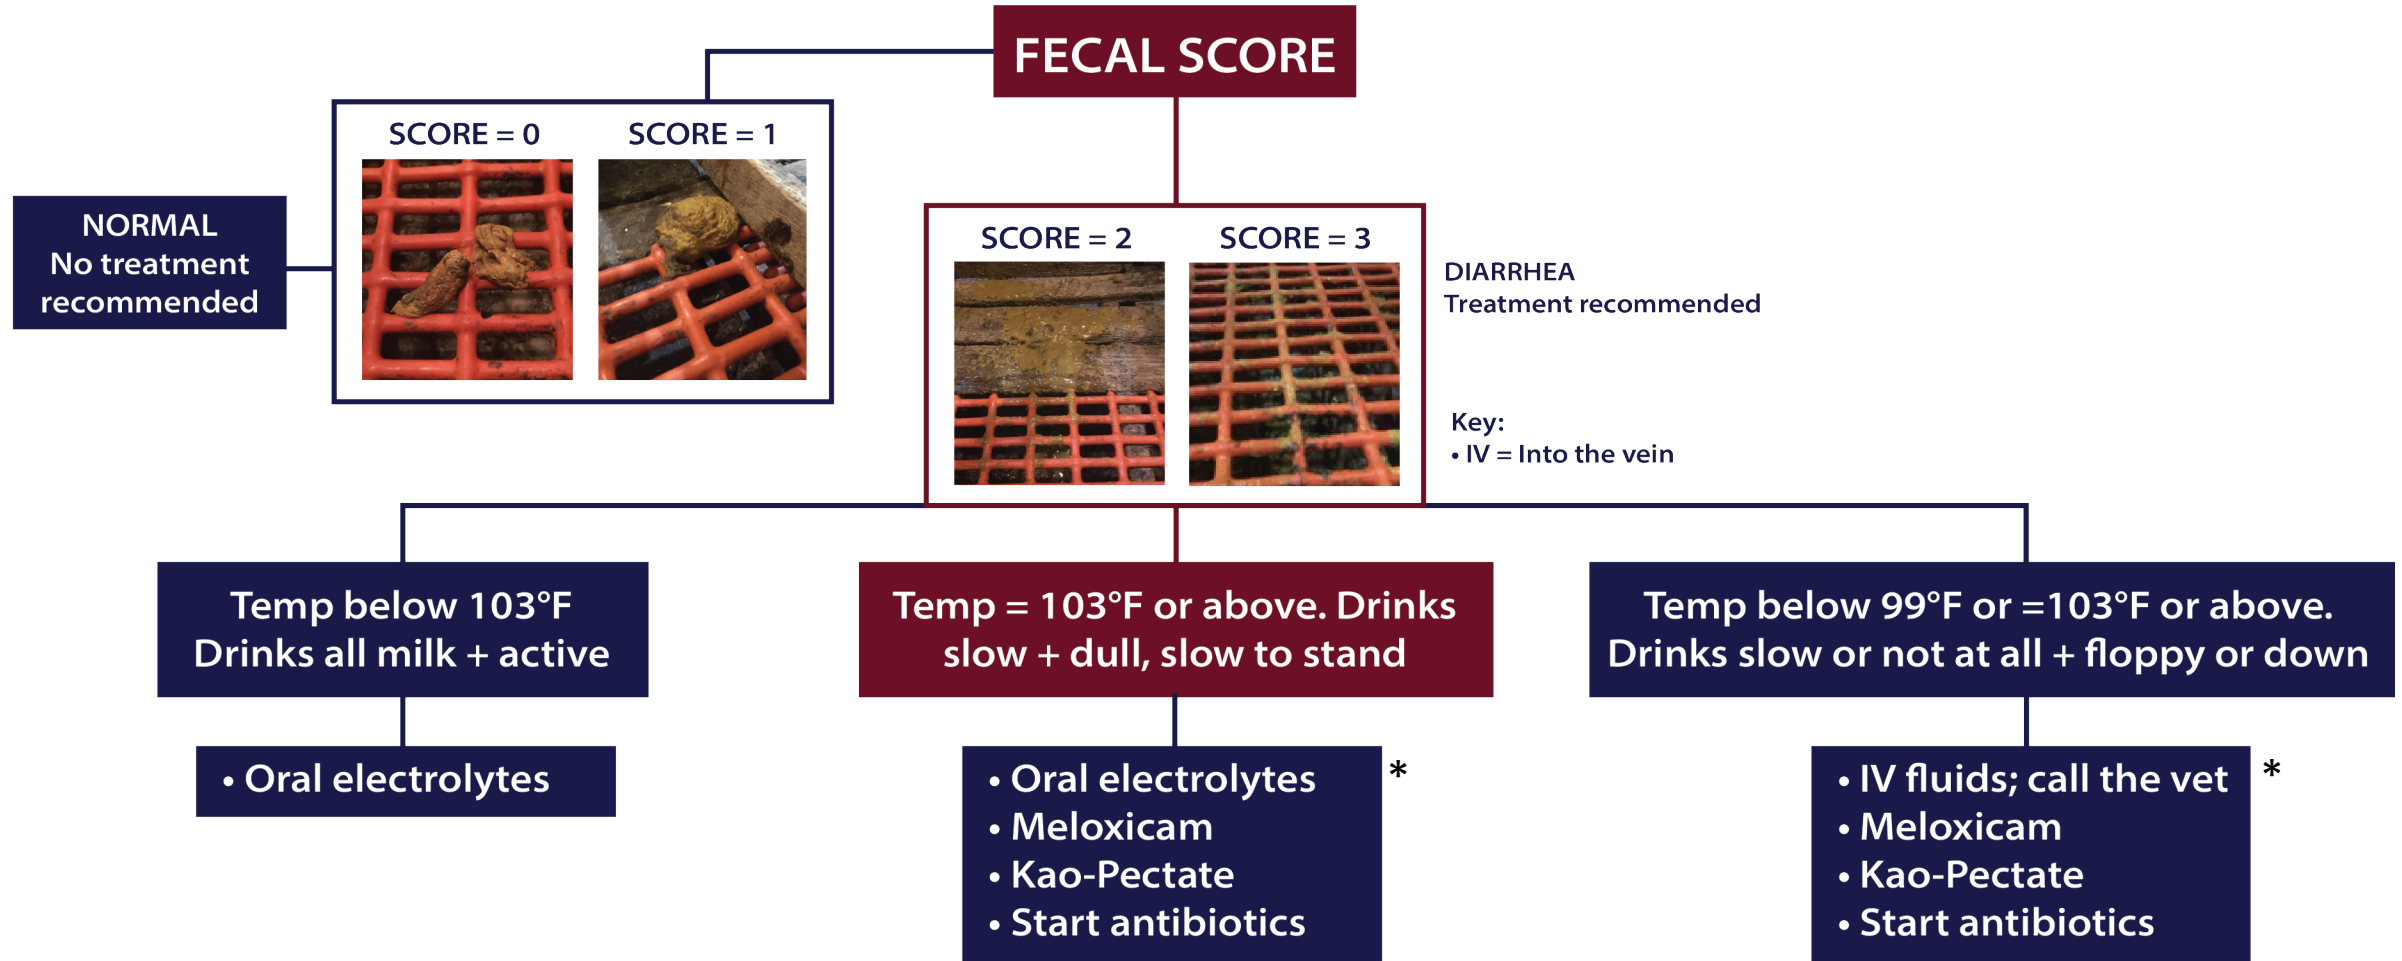 FECAL SCORE
SCORE = 0
SCORE = 1
NORMAL
No treatment
recommended
SCORE = 2
SCORE = 3
DIARRHEA
Treatment recommended
Key:
• IV = Into the vein
Temp below 103°F
Drinks all milk + active
Temp = 103°F or above. Drinks
slow + dull, slow to stand
Temp below 99°F or =103°F or above.
Drinks slow or not at all + floppy or down
• Oral electrolytes
• Oral electrolytes *
• Meloxicam
• Kao-Pectate
• Start antibiotics
• IV fluids; call the vet *
• Meloxicam
• Kao-Pectate
• Start antibiotics